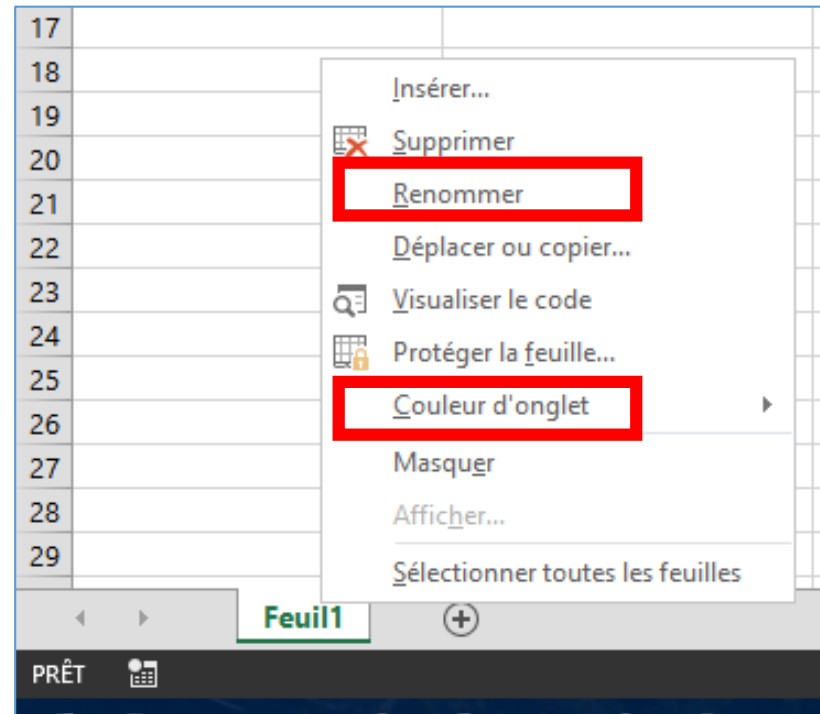 17
18
19
20
21
22
23
24
25
26
27
28
29
Insérer...
Supprimer
Renommer
Déplacer ou copier...
Visualiser le code
Protéger la feuille...
Couleur d'onglet
Masquer
Afficher...
Sélectionner toutes les feuilles
Feuil1
PRÊT